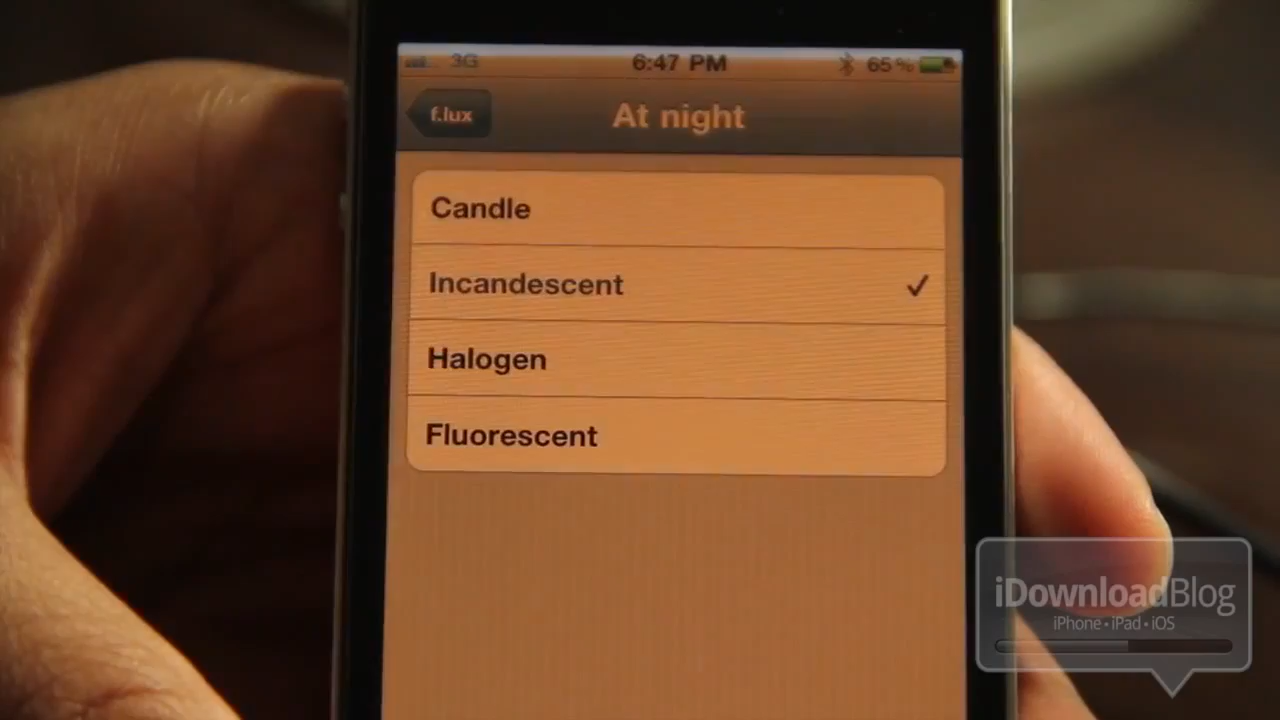 3G 6:47 PM 65%
f.lux At night
Candle
Incandescent
Halogen
Fluorescent
iDownloadBlog
iPhone • iPad • iOS